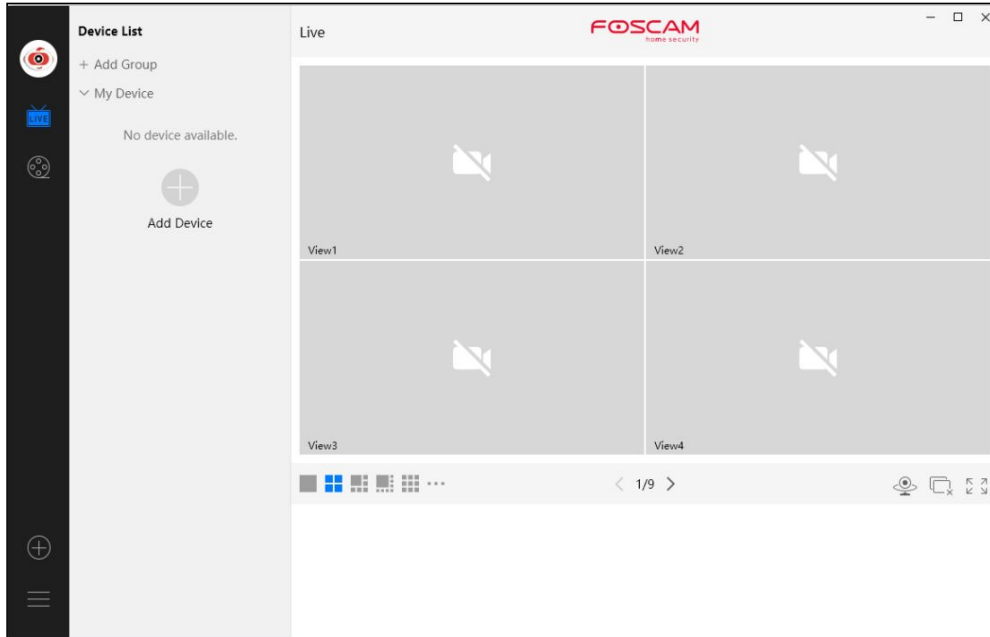 Device List
+ Add Group
My Device
No device available.
Add Device
LIVE
Live
FOSCAM
home security
View1
View2
View3
View4
1/9